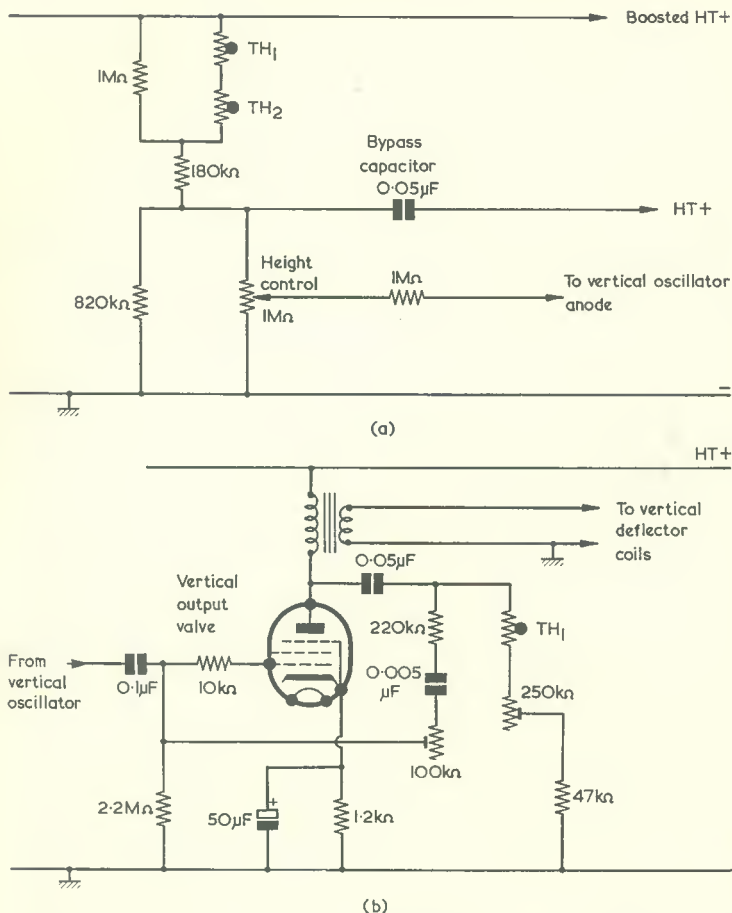 Boosted HT+
TH₁
1MΩ
TH₂
180kΩ
Bypass
capacitor
0·05µF
HT+
Height
control
1MΩ
820kΩ
1MΩ
To vertical oscillator
anode
−
(a)
HT+
To vertical
deflector
coils
0·05µF
Vertical
output
valve
220kΩ
TH₁
From
vertical
oscillator
0·1µF
10kΩ
0·005
µF
250kΩ
100kΩ
2·2MΩ
50µF
+
1·2kΩ
47kΩ
(b)